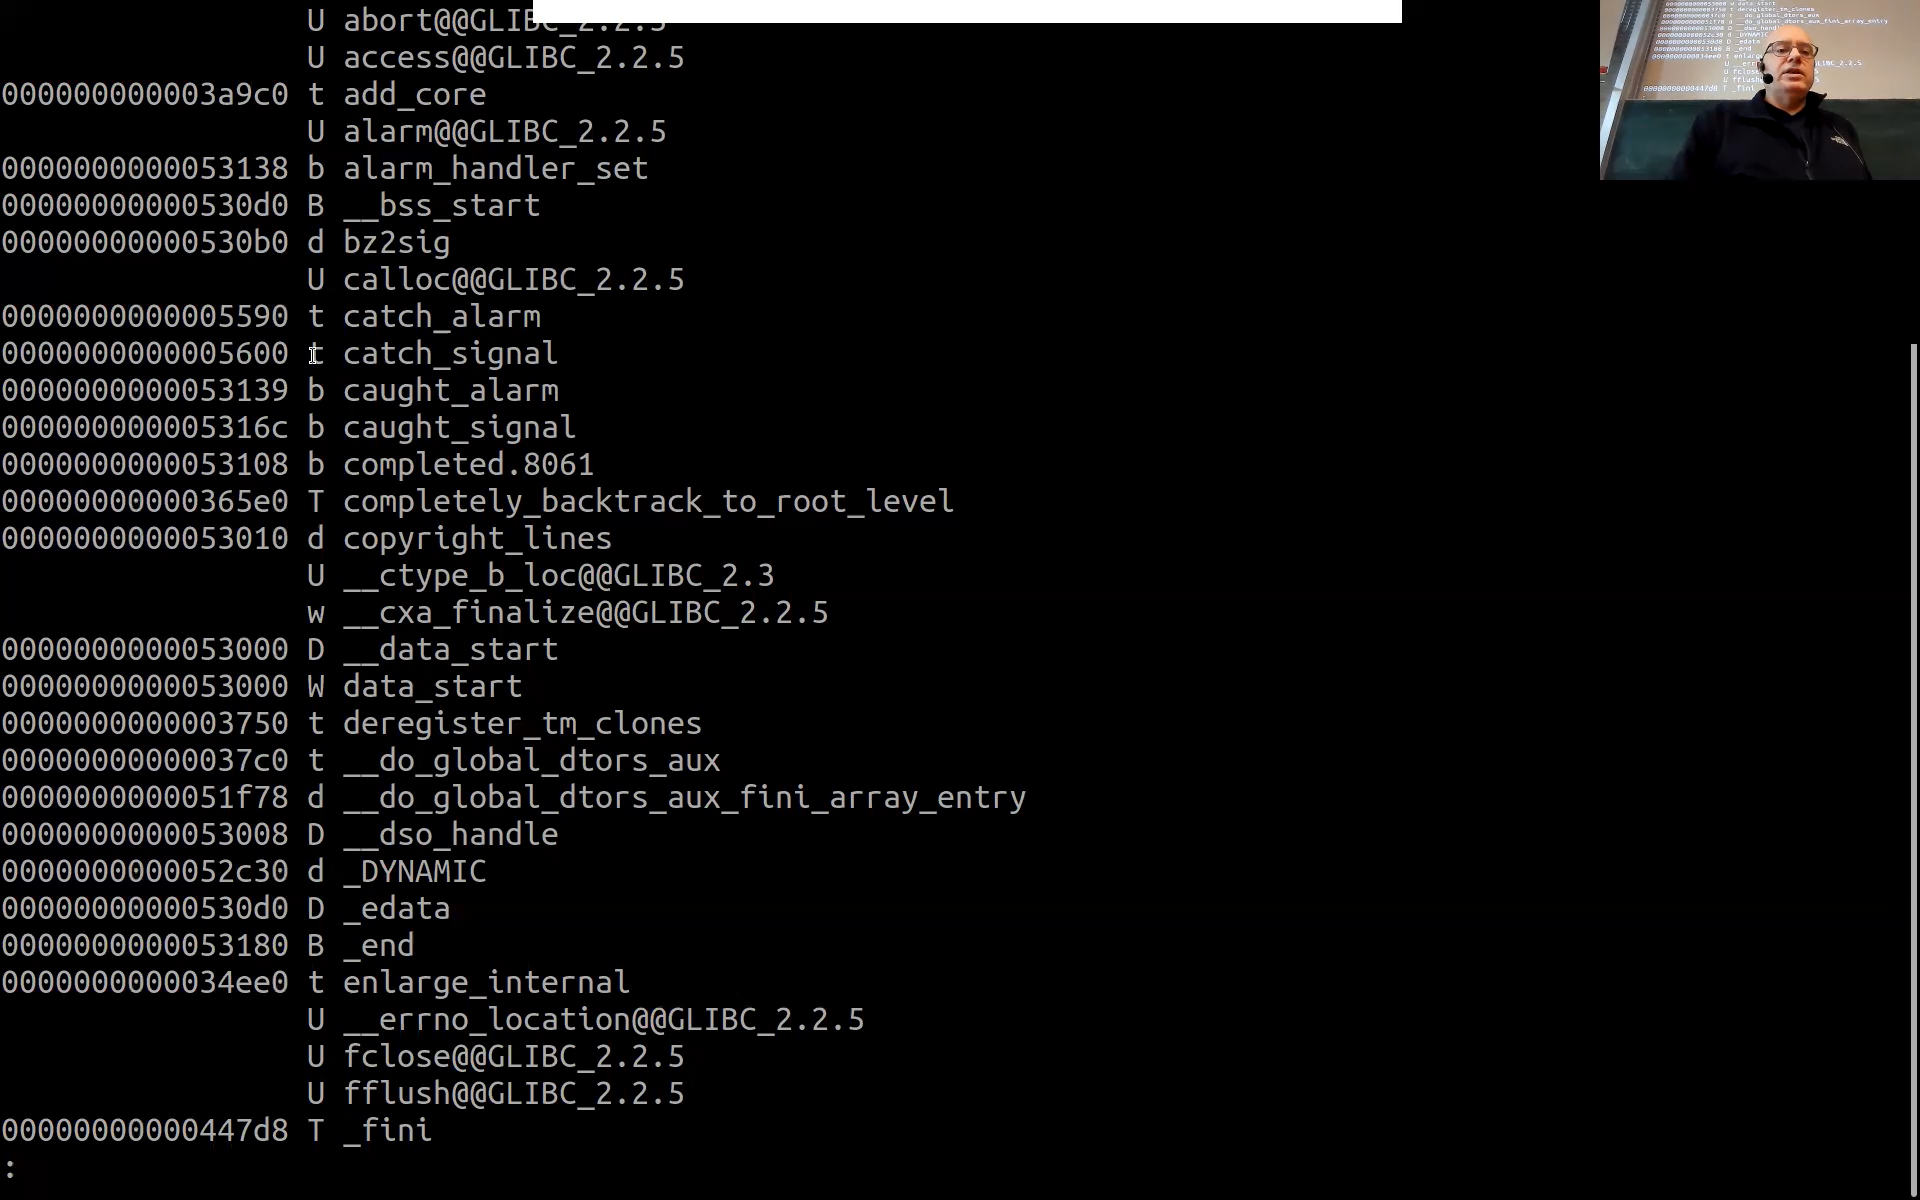 U abort@@GLIBC_2.2.5
U access@@GLIBC_2.2.5
000000000003a9c0 t add_core
U alarm@@GLIBC_2.2.5
0000000000053138 b alarm_handler_set
00000000000530d0 B __bss_start
00000000000530b0 d bz2sig
U calloc@@GLIBC_2.2.5
0000000000005590 t catch_alarm
0000000000005600 t catch_signal
0000000000053139 b caught_alarm
000000000005316c b caught_signal
0000000000053108 b completed.8061
00000000000365e0 T completely_backtrack_to_root_level
0000000000053010 d copyright_lines
U __ctype_b_loc@@GLIBC_2.3
w __cxa_finalize@@GLIBC_2.2.5
0000000000053000 D __data_start
0000000000053000 W data_start
0000000000003750 t deregister_tm_clones
00000000000037c0 t __do_global_dtors_aux
0000000000051f78 d __do_global_dtors_aux_fini_array_entry
0000000000053008 D __dso_handle
0000000000052c30 d _DYNAMIC
00000000000530d0 D _edata
0000000000053180 B _end
0000000000034ee0 t enlarge_internal
U __errno_location@@GLIBC_2.2.5
U fclose@@GLIBC_2.2.5
U fflush@@GLIBC_2.2.5
00000000000447d8 T _fini
: